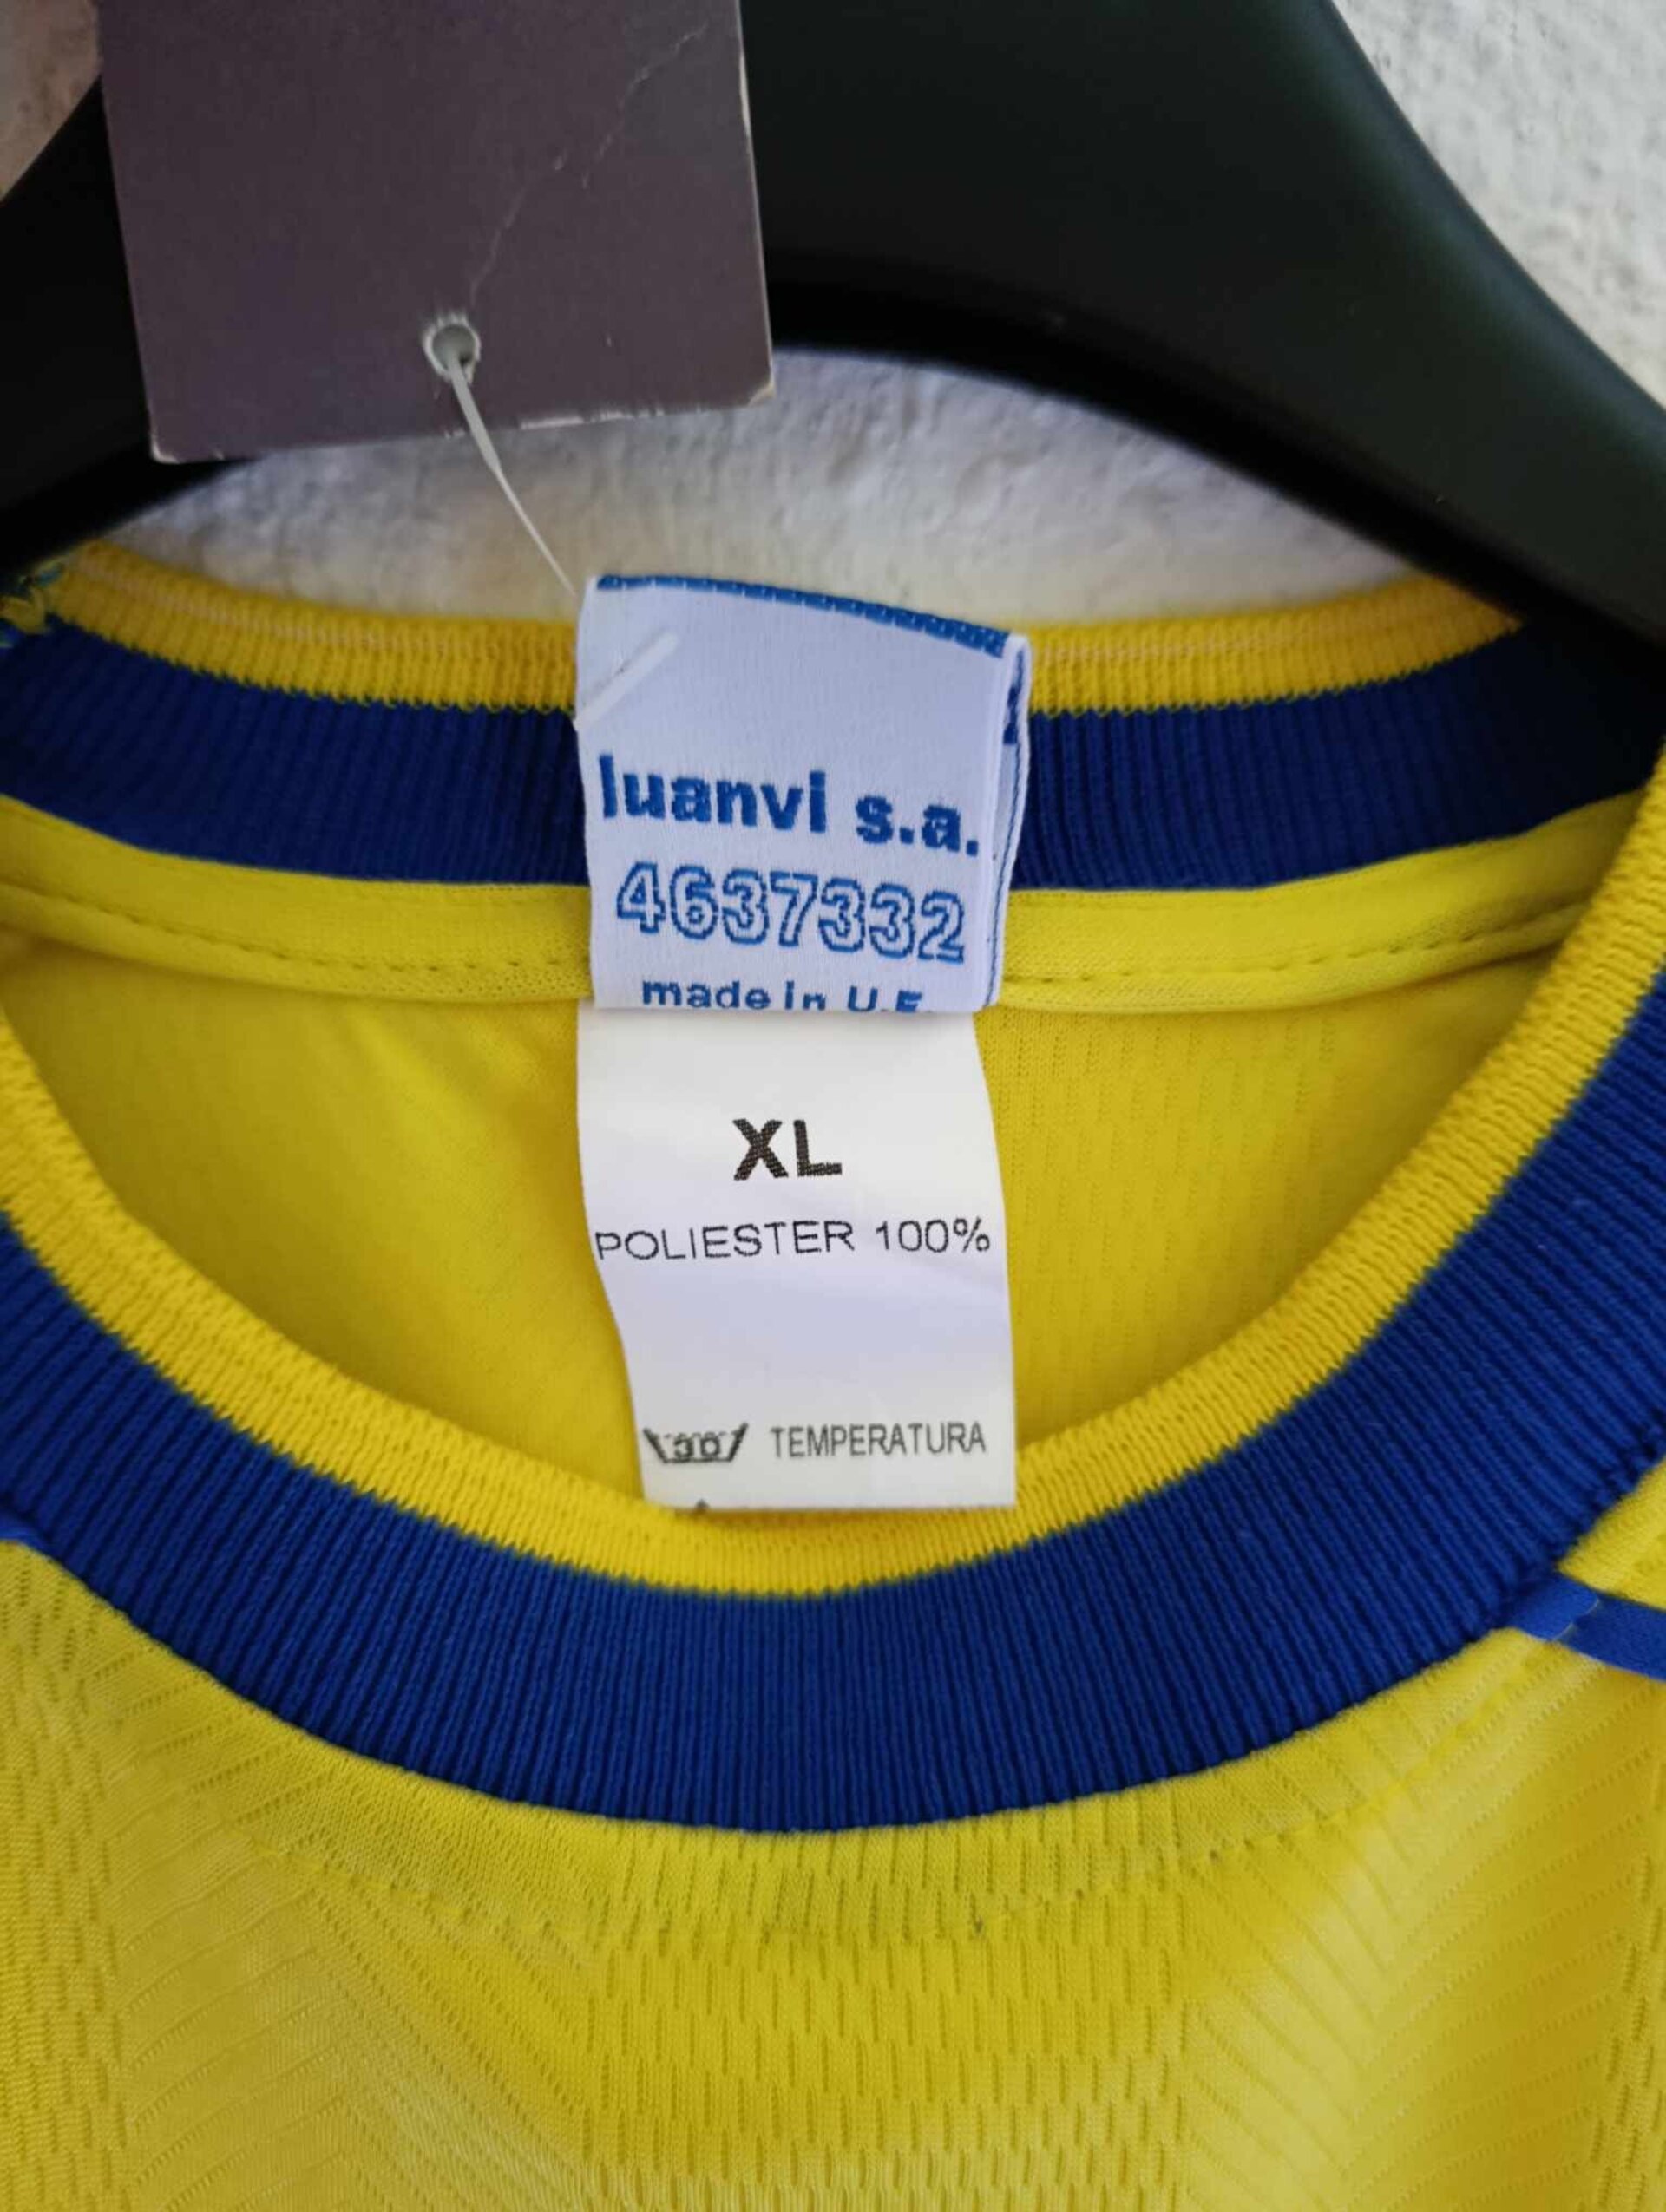 luanvi s.a.
4637332
made in U.E.
XL
POLIESTER 100%
30 TEMPERATURA